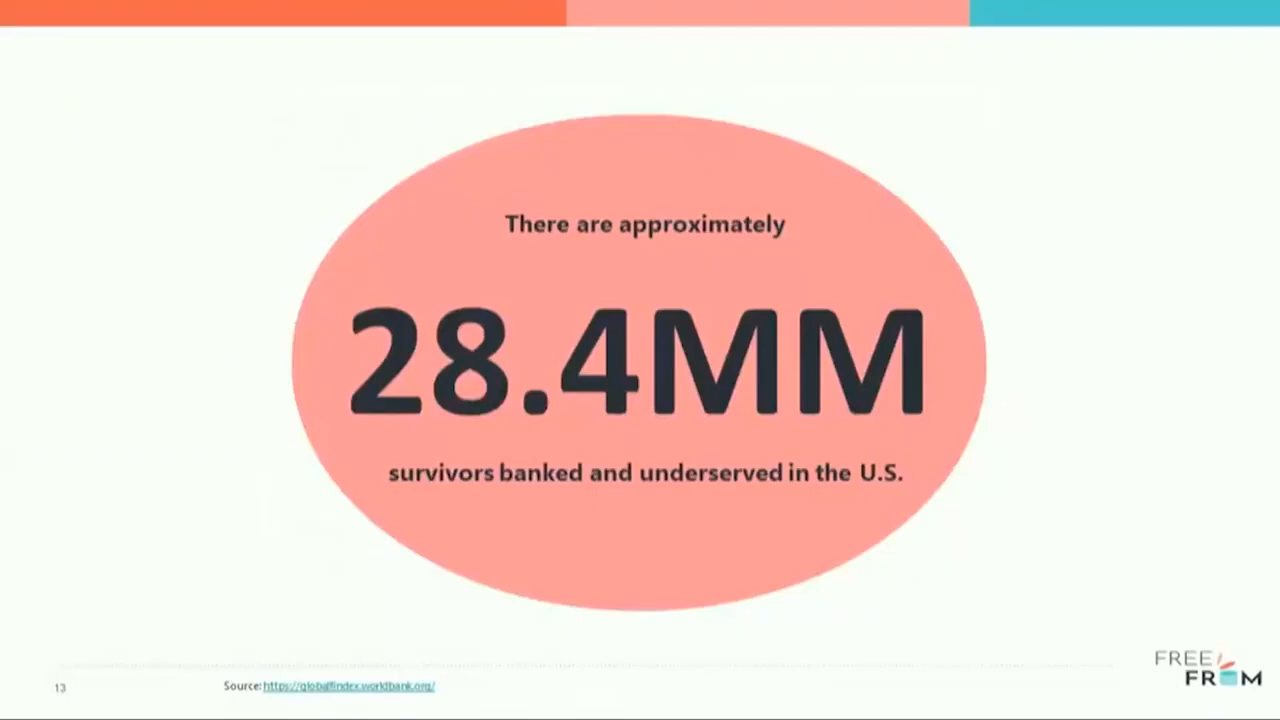 There are approximately
28.4MM
survivors banked and underserved in the U.S.
13
Source: https://globalfindex.worldbank.org/
FREE
FROM